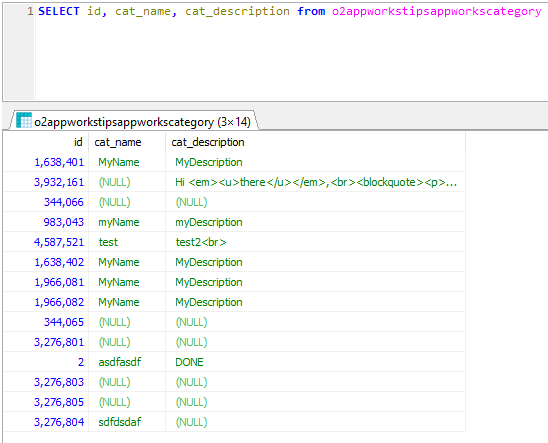 1 SELECT id, cat_name, cat_description from o2appworkstipsappworkscategory
o2appworkstipsappworkscategory (3×14)
id cat_name cat_description
1,638,401 MyName MyDescription
3,932,161 (NULL) Hi <em><u>there</u></em>,<br><blockquote><p>...
344,066 (NULL) (NULL)
983,043 myName myDescription
4,587,521 test test2<br>
1,638,402 MyName MyDescription
1,966,081 MyName MyDescription
1,966,082 MyName MyDescription
344,065 (NULL) (NULL)
3,276,801 (NULL) (NULL)
2 asdfasdf DONE
3,276,803 (NULL) (NULL)
3,276,805 (NULL) (NULL)
3,276,804 sdfdsdaf (NULL)